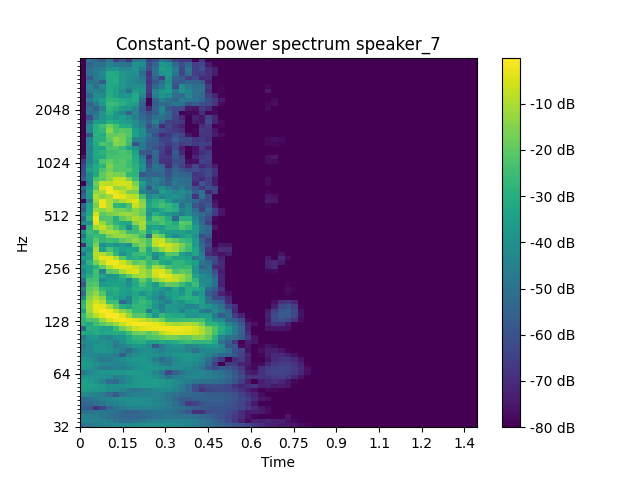 Constant-Q power spectrum speaker_7
Hz
2048
1024
512
256
128
64
32
0 0.15 0.3 0.45 0.6 0.75 0.9 1.1 1.2 1.4
Time
-10 dB
-20 dB
-30 dB
-40 dB
-50 dB
-60 dB
-70 dB
-80 dB